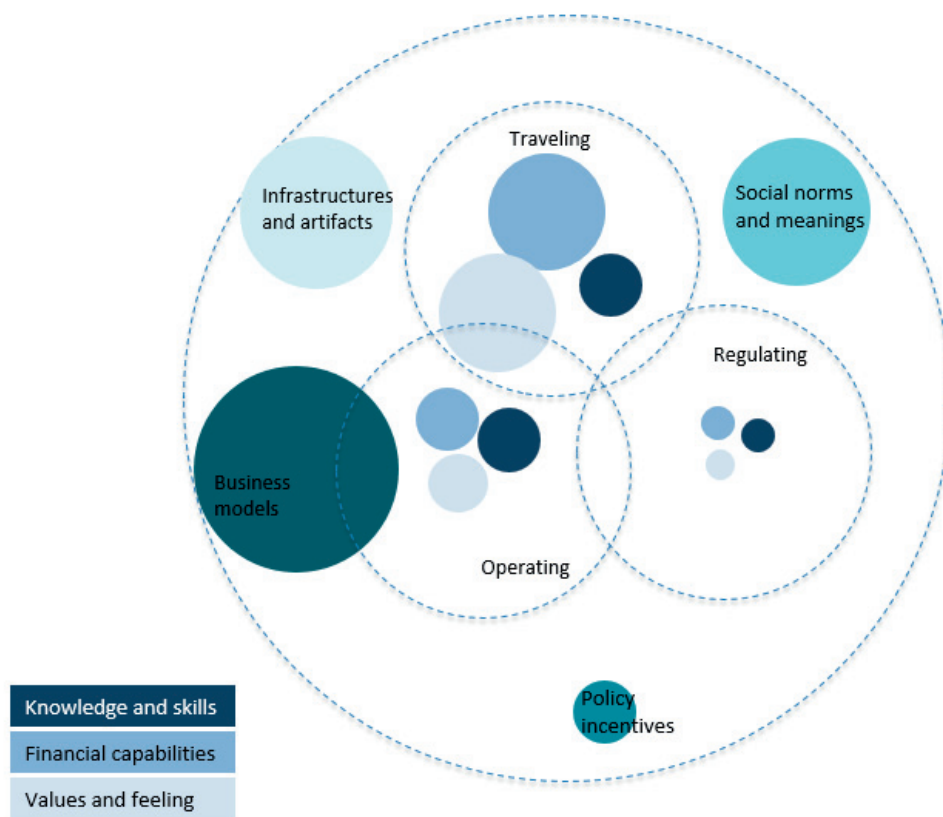 Traveling
Infrastructures
and artifacts
Social norms
and meanings
Regulating
Business
models
Operating
Policy
incentives
Knowledge and skills
Financial capabilities
Values and feeling